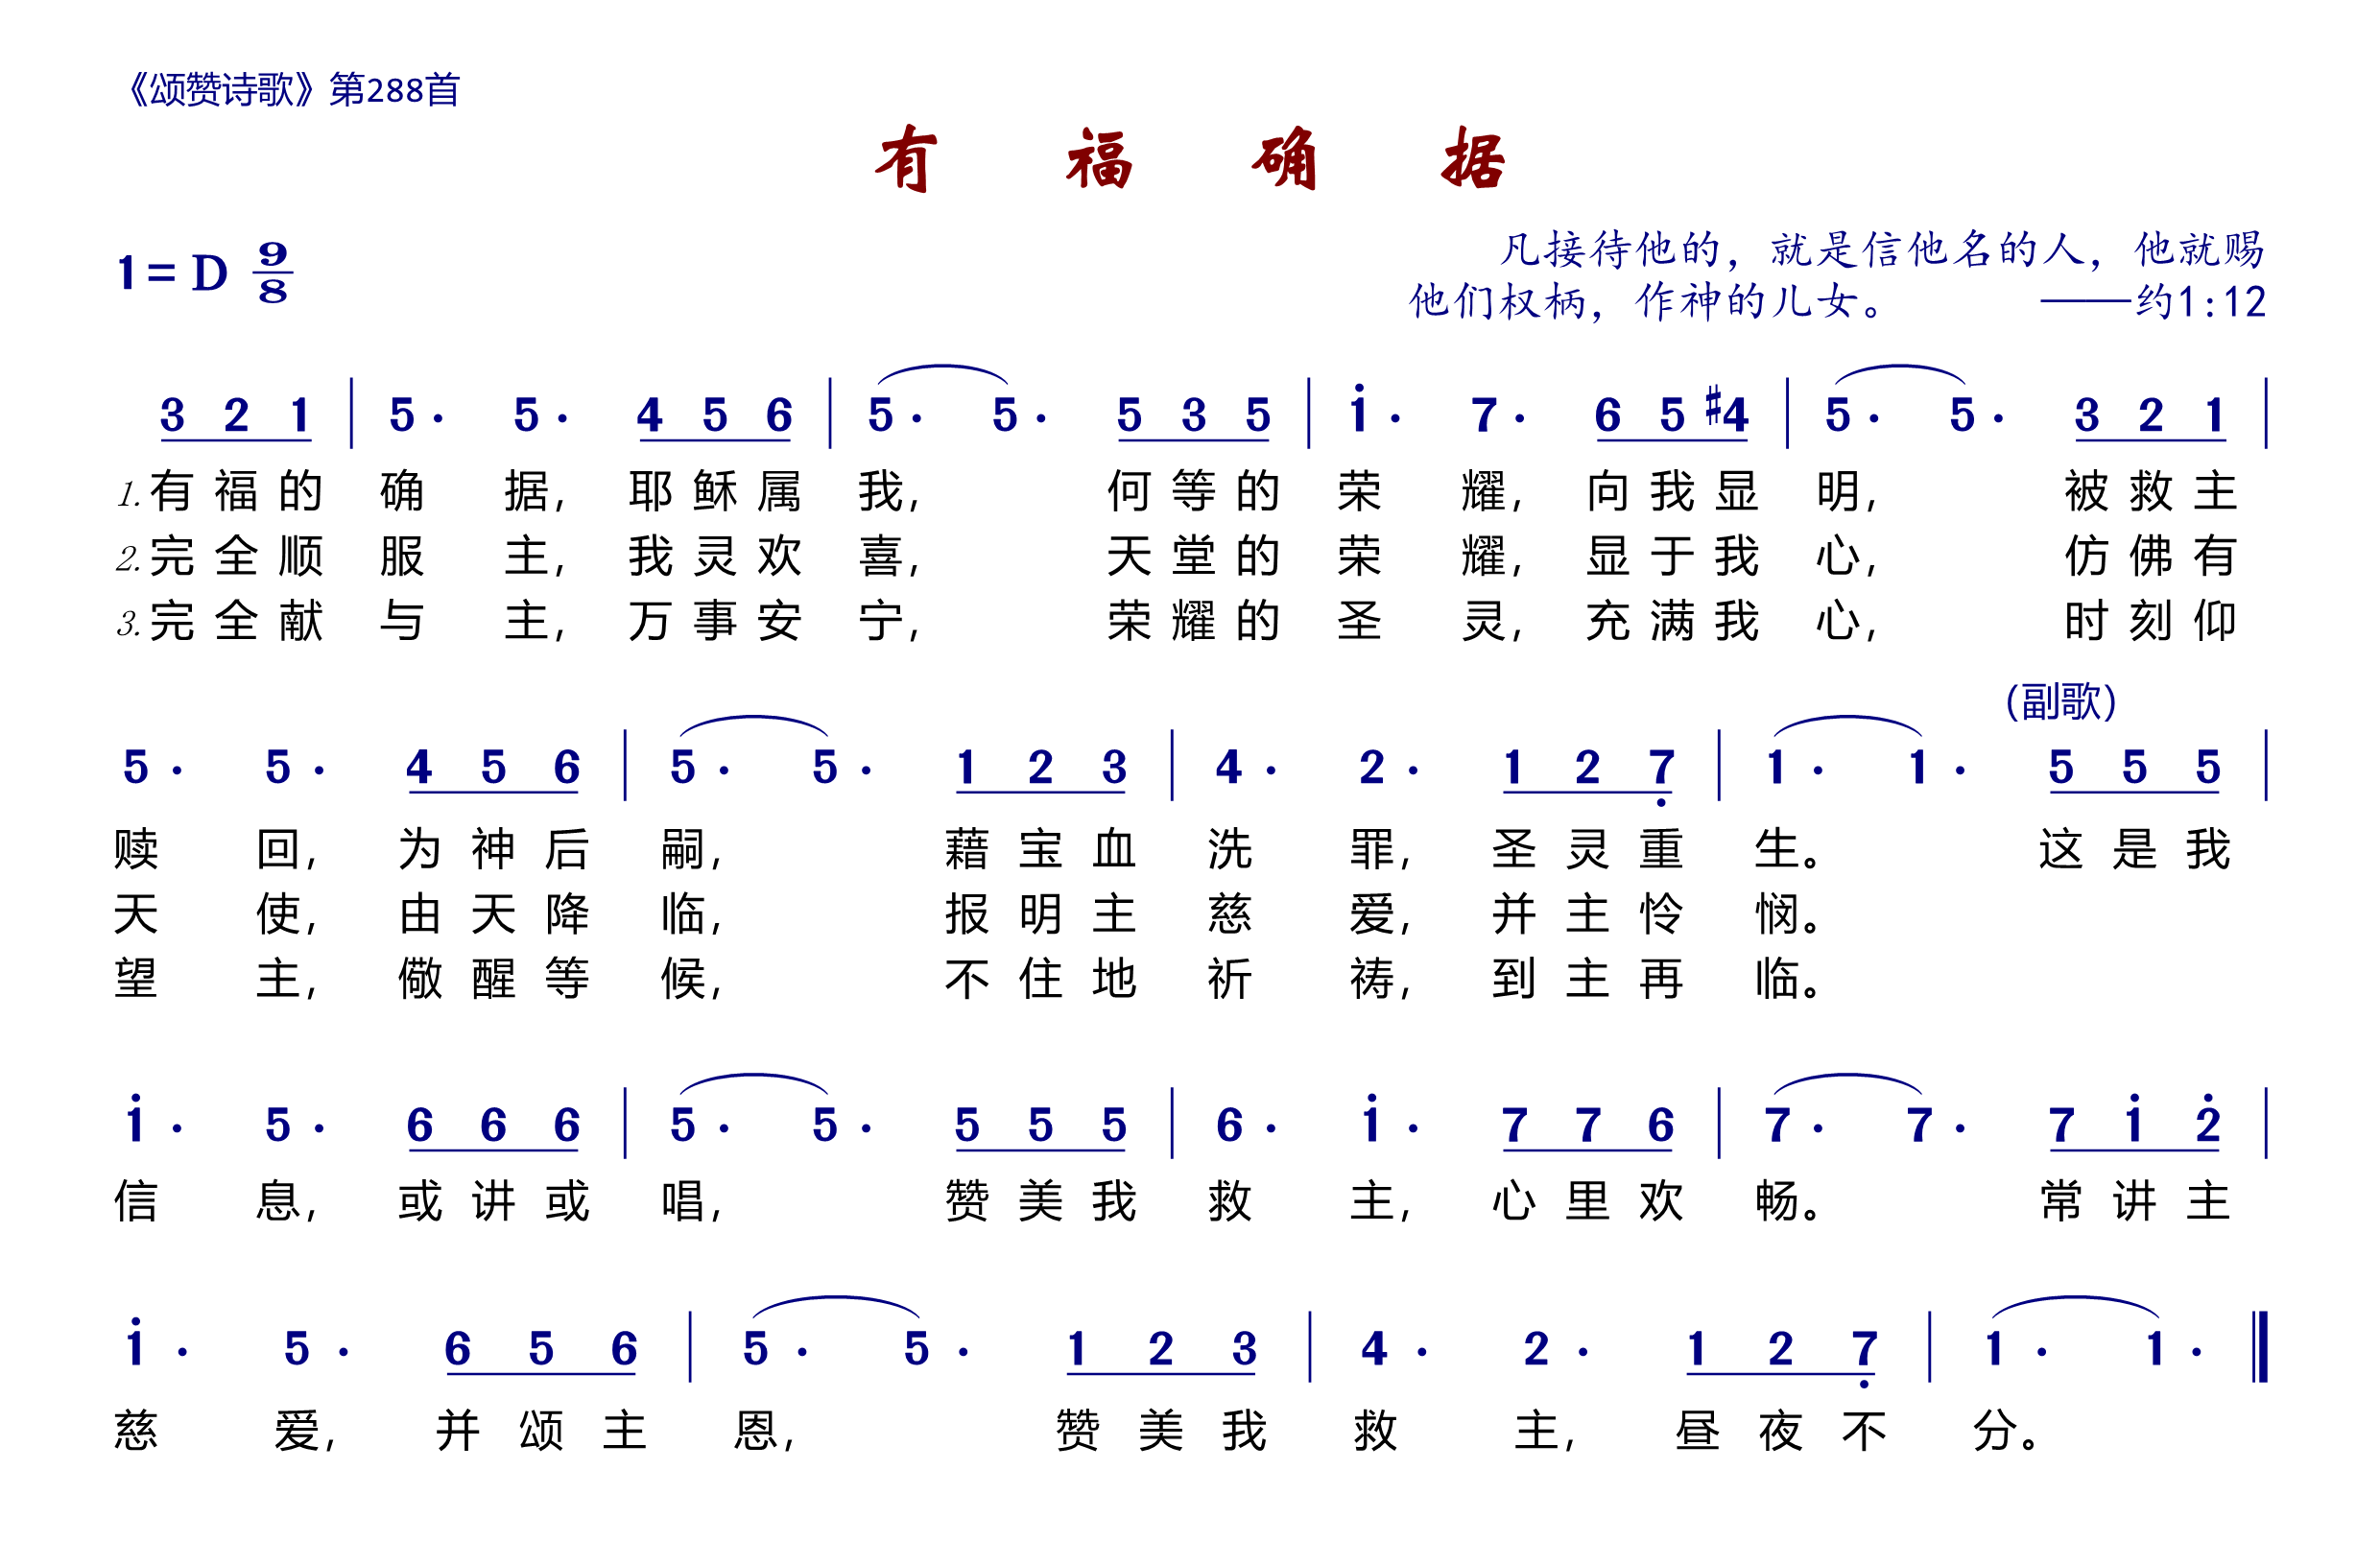 《颂赞诗歌》第288首
有福确据
1=D 9/8
凡接待他的，就是信他名的人，他就赐
他们权柄，作神的儿女。 ——约1:12
3 2 1 | 5· 5· 4 5 6 | 5· 5· 5 3 5 | i· 7· 6 5 #4 | 5· 5· 3 2 1 |
1.有福的确据，耶稣属我，何等的荣耀，向我显明，被救主
2.完全顺服主，我灵欢喜，天堂的荣耀，显于我心，仿佛有
3.完全献与主，万事安宁，荣耀的圣灵，充满我心，时刻仰
(副歌)
5· 5· 4 5 6 | 5· 5· 1 2 3 | 4· 2· 1 2 7̣ | 1· 1· 5 5 5 |
赎回，为神后嗣，藉宝血洗罪，圣灵重生。这是我
天使，由天降临，报明主慈爱，并主怜悯。
望主，儆醒等候，不住地祈祷，到主再临。
i· 5· 6 6 6 | 5· 5· 5 5 5 | 6· i· 7 7 6 | 7· 7· 7 i 2̇ |
信息，或讲或唱，赞美我救主，心里欢畅。常讲主
i· 5· 6 5 6 | 5· 5· 1 2 3 | 4· 2· 1 2 7̣ | 1· 1· ‖
慈爱，并颂主恩，赞美我救主，昼夜不分。